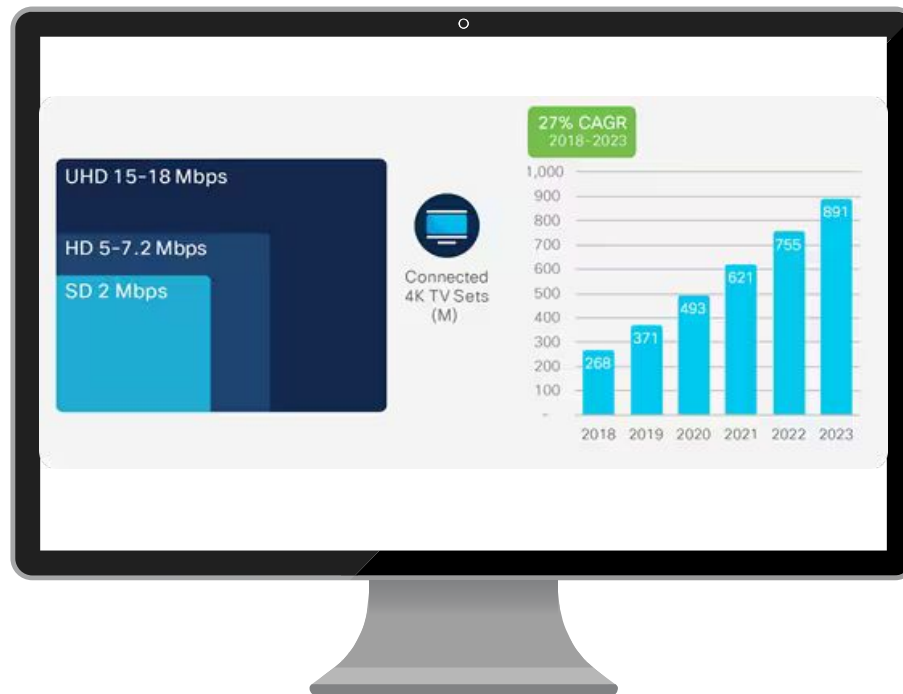 UHD 15-18 Mbps
HD 5-7.2 Mbps
SD 2 Mbps
Connected
4K TV Sets
(M)
27% CAGR
2018-2023
1,000
900
800
700
600
500
400
300
200
100
-
268
371
493
621
755
891
2018 2019 2020 2021 2022 2023